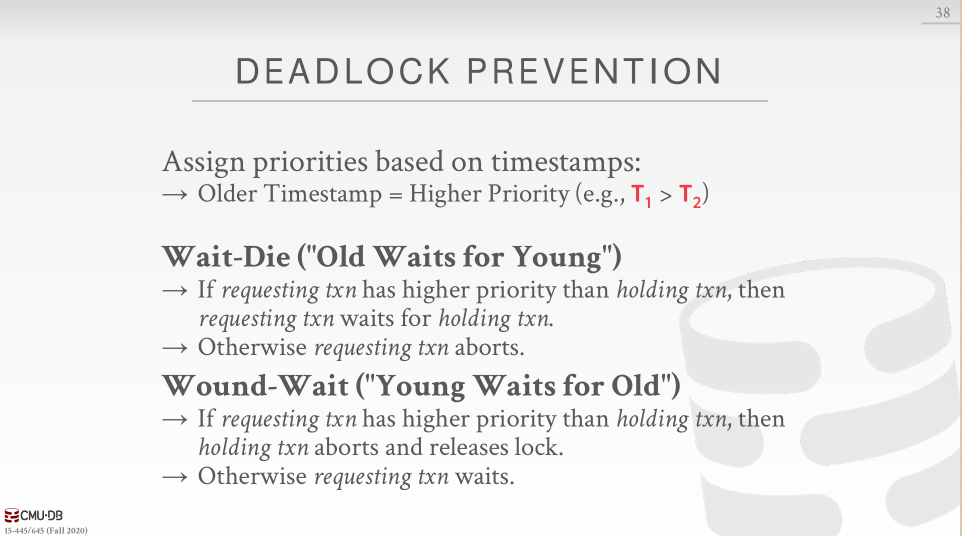 38
DEADLOCK PREVENTION
Assign priorities based on timestamps:
→ Older Timestamp = Higher Priority (e.g., T1 > T2)
Wait-Die ("Old Waits for Young")
→ If requesting txn has higher priority than holding txn, then
requesting txn waits for holding txn.
→ Otherwise requesting txn aborts.
Wound-Wait ("Young Waits for Old")
→ If requesting txn has higher priority than holding txn, then
holding txn aborts and releases lock.
→ Otherwise requesting txn waits.
CMU·DB
15-445/645 (Fall 2020)